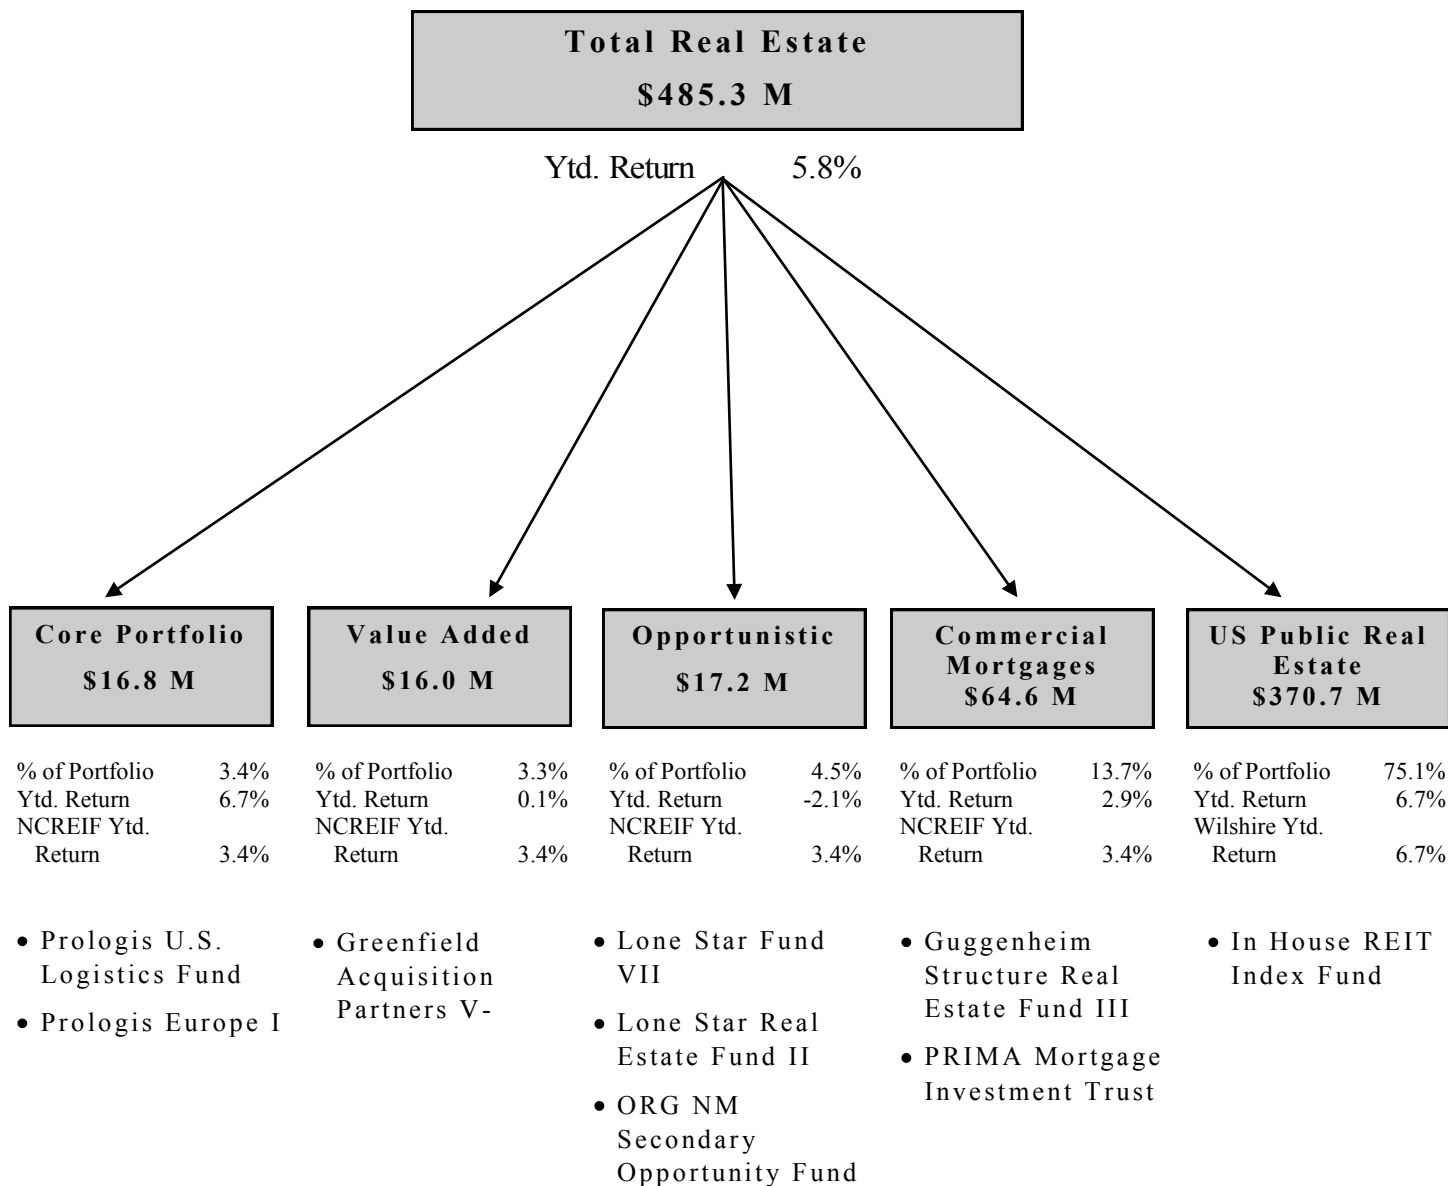 Total Real Estate
$485.3 M
Ytd. Return 5.8%
Core Portfolio
$16.8 M
% of Portfolio 3.4%
Ytd. Return 6.7%
NCREIF Ytd.
Return 3.4%
• Prologis U.S.
Logistics Fund
• Prologis Europe I
Value Added
$16.0 M
% of Portfolio 3.3%
Ytd. Return 0.1%
NCREIF Ytd.
Return 3.4%
• Greenfield
Acquisition
Partners V-
Opportunistic
$17.2 M
% of Portfolio 4.5%
Ytd. Return -2.1%
NCREIF Ytd.
Return 3.4%
• Lone Star Fund
VII
• Lone Star Real
Estate Fund II
• ORG NM
Secondary
Opportunity Fund
Commercial
Mortgages
$64.6 M
% of Portfolio 13.7%
Ytd. Return 2.9%
NCREIF Ytd.
Return 3.4%
• Guggenheim
Structure Real
Estate Fund III
• PRIMA Mortgage
Investment Trust
US Public Real
Estate
$370.7 M
% of Portfolio 75.1%
Ytd. Return 6.7%
Wilshire Ytd.
Return 6.7%
• In House REIT
Index Fund